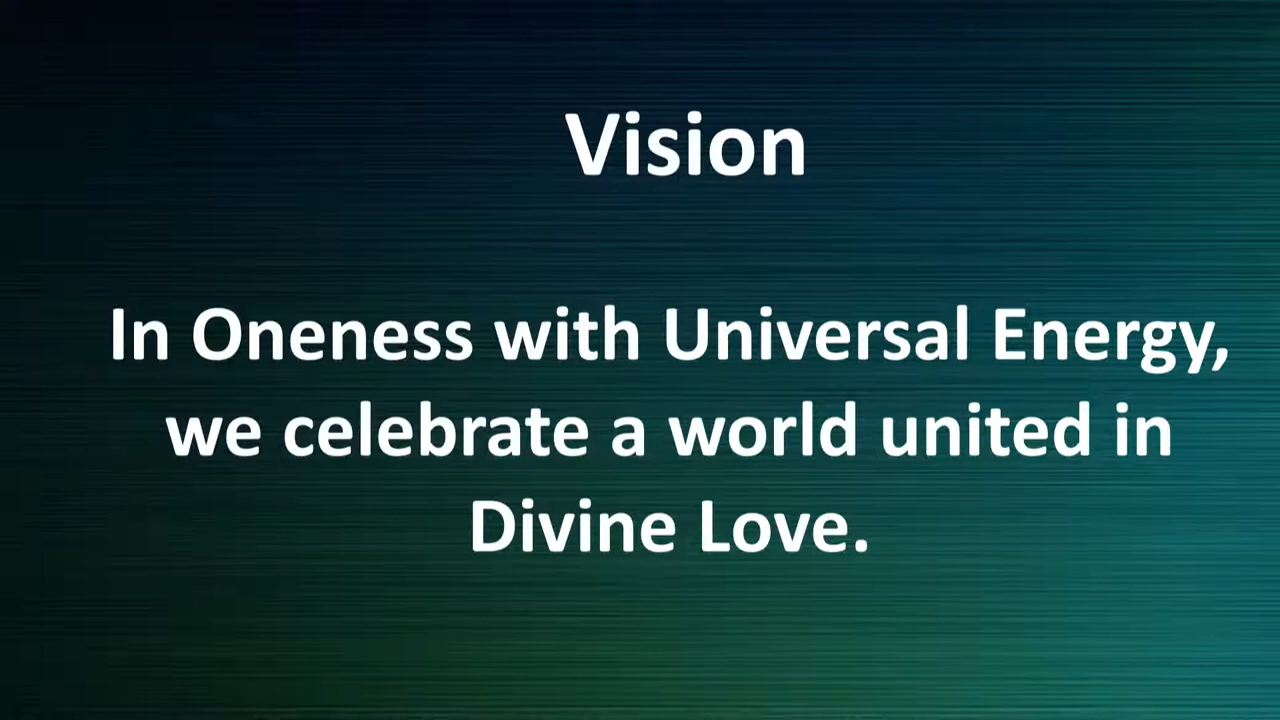 Vision
In Oneness with Universal Energy,
we celebrate a world united in
Divine Love.